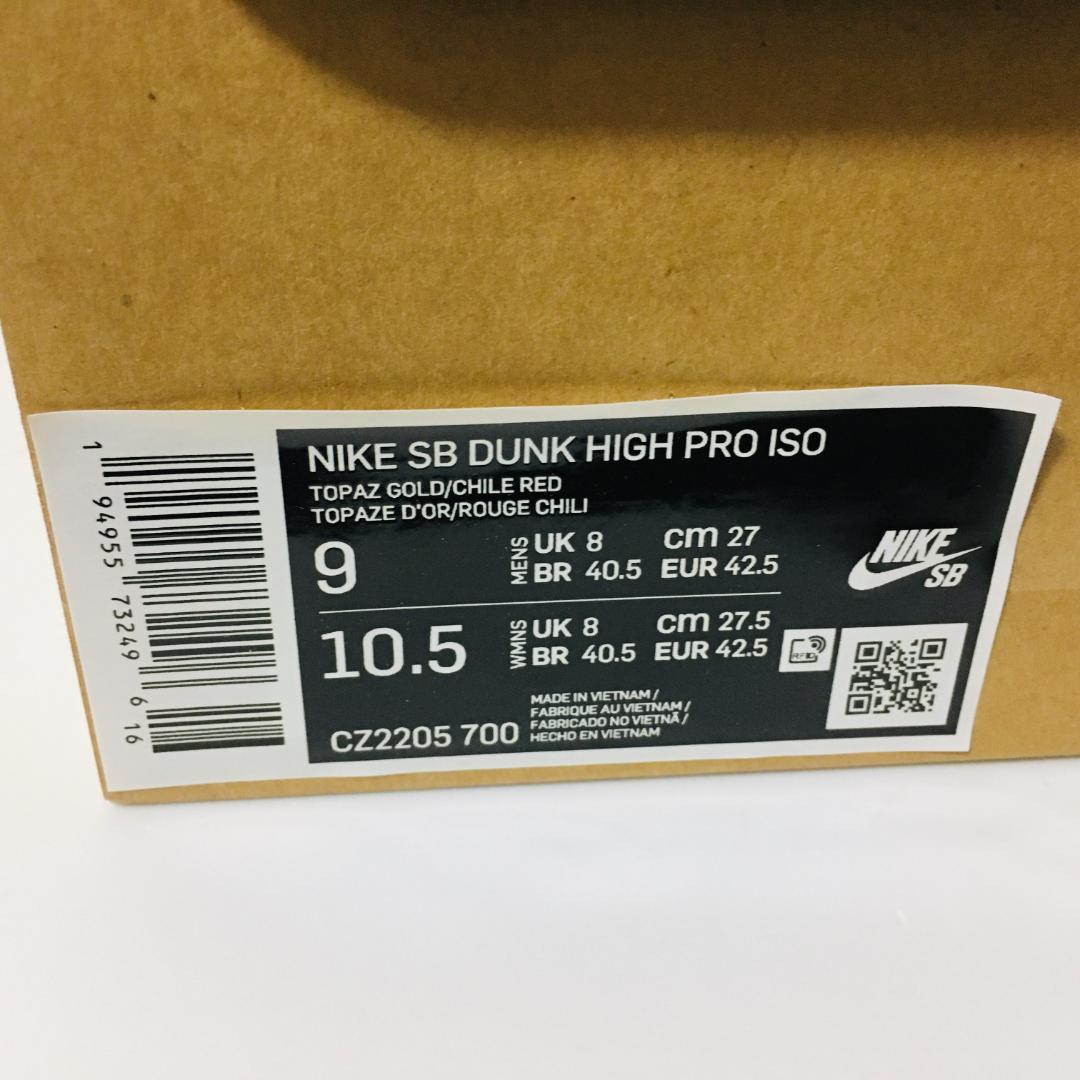 NIKE SB DUNK HIGH PRO ISO
TOPAZ GOLD/CHILE RED
TOPAZE D'OR/ROUGE CHILI
9 MENS UK 8 cm 27
BR 40.5 EUR 42.5
10.5 WMNS UK 8 cm 27.5
BR 40.5 EUR 42.5
RFID
NIKE
SB
CZ2205 700
MADE IN VIETNAM /
FABRIQUE AU VIETNAM /
FABRICADO NO VIETNÃ /
HECHO EN VIETNAM
1 94955 73249 6 16